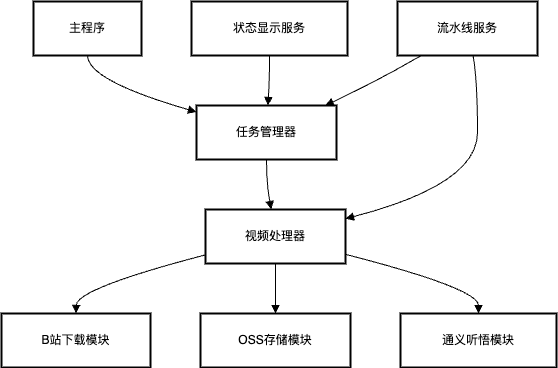 主程序
状态显示服务
流水线服务
任务管理器
视频处理器
B站下载模块
OSS存储模块
通义听悟模块